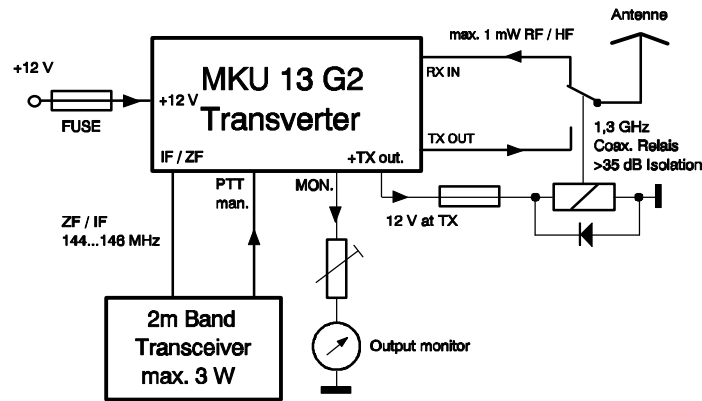 Antenne
max. 1 mW RF / HF
+12 V
FUSE
+12 V
MKU 13 G2
Transverter
RX IN
TX OUT
IF / ZF
+TX out.
1,3 GHz
Coax. Relais
>35 dB Isolation
PTT
man.
MON.
12 V at TX
ZF / IF
144...146 MHz
2m Band
Transceiver
max. 3 W
Output monitor